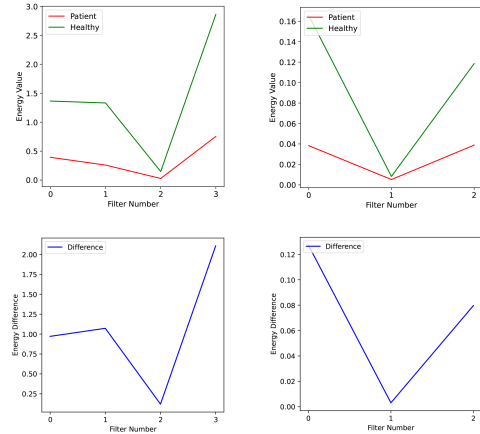 Patient
Healthy
3.0
2.5
2.0
1.5
1.0
0.5
0.0
Energy Value
0 1 2 3
Filter Number
Patient
Healthy
0.16
0.14
0.12
0.10
0.08
0.06
0.04
0.02
0.00
Energy Value
0 1 2
Filter Number
Difference
2.00
1.75
1.50
1.25
1.00
0.75
0.50
0.25
Energy Difference
0 1 2 3
Filter Number
Difference
0.12
0.10
0.08
0.06
0.04
0.02
0.00
Energy Difference
0 1 2
Filter Number